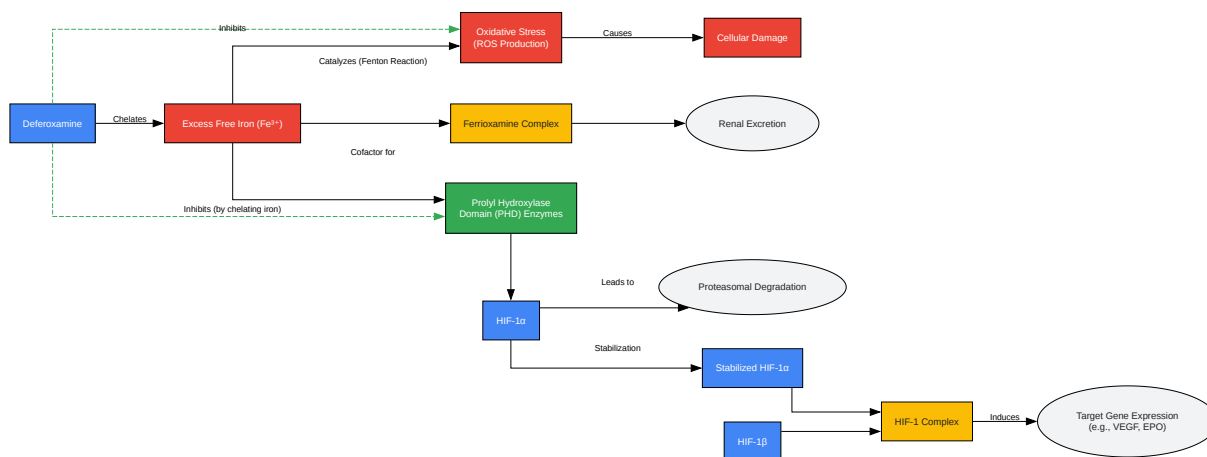 Inhibits
Oxidative Stress
(ROS Production)
Causes
Cellular Damage
Catalyzes (Fenton Reaction)
Deferoxamine
Chelates
Excess Free Iron (Fe³⁺)
Ferrioxamine Complex
Renal Excretion
Cofactor for
Inhibits (by chelating iron)
Prolyl Hydroxylase
Domain (PHD) Enzymes
Leads to
Proteasomal Degradation
HIF-1α
Stabilization
Stabilized HIF-1α
HIF-1β
HIF-1 Complex
Induces
Target Gene Expression
(e.g., VEGF, EPO)